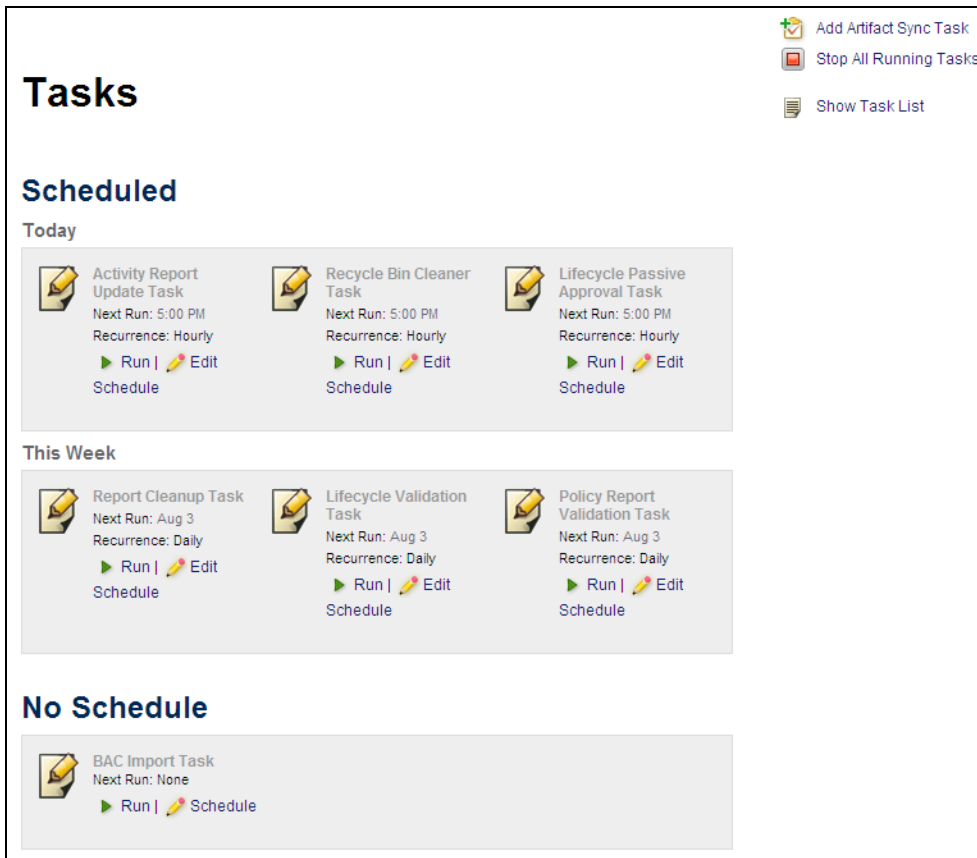 Add Artifact Sync Task
Stop All Running Tasks
Tasks
Show Task List
Scheduled
Today
Activity Report
Update Task
Next Run: 5:00 PM
Recurrence: Hourly
Run | Edit
Schedule
Recycle Bin Cleaner
Task
Next Run: 5:00 PM
Recurrence: Hourly
Run | Edit
Schedule
Lifecycle Passive
Approval Task
Next Run: 5:00 PM
Recurrence: Hourly
Run | Edit
Schedule
This Week
Report Cleanup Task
Next Run: Aug 3
Recurrence: Daily
Run | Edit
Schedule
Lifecycle Validation
Task
Next Run: Aug 3
Recurrence: Daily
Run | Edit
Schedule
Policy Report
Validation Task
Next Run: Aug 3
Recurrence: Daily
Run | Edit
Schedule
No Schedule
BAC Import Task
Next Run: None
Run | Schedule